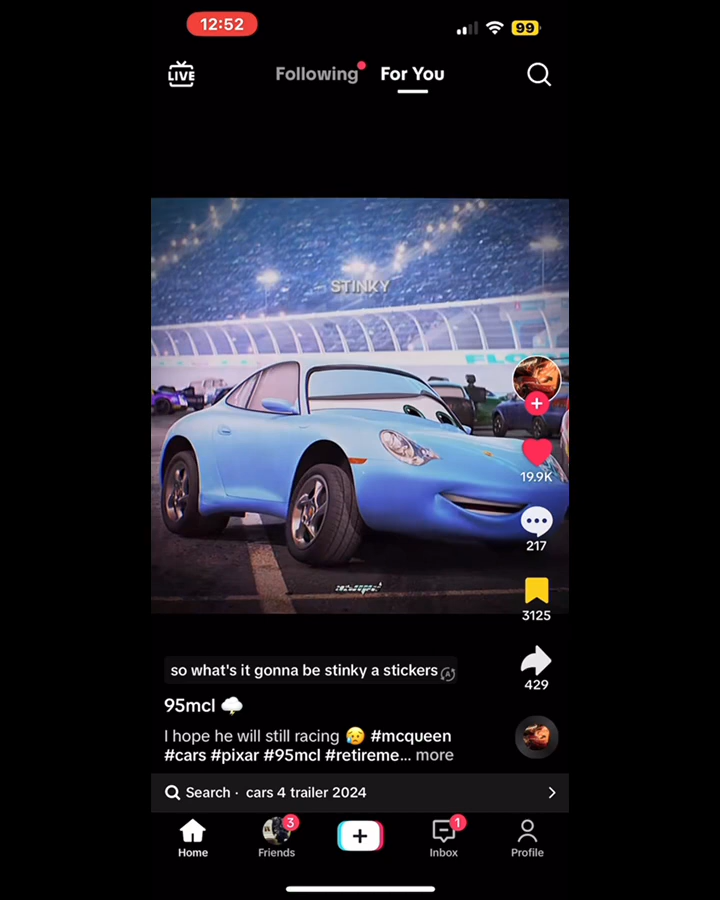 12:52
99
LIVE
Following
For You
STINKY
FLO
19.9K
217
3125
429
so what's it gonna be stinky a stickers
95mcl 🌩️
I hope he will still racing 😥 #mcqueen
#cars #pixar #95mcl #retireme... more
Search · cars 4 trailer 2024
3
1
Home
Friends
Inbox
Profile